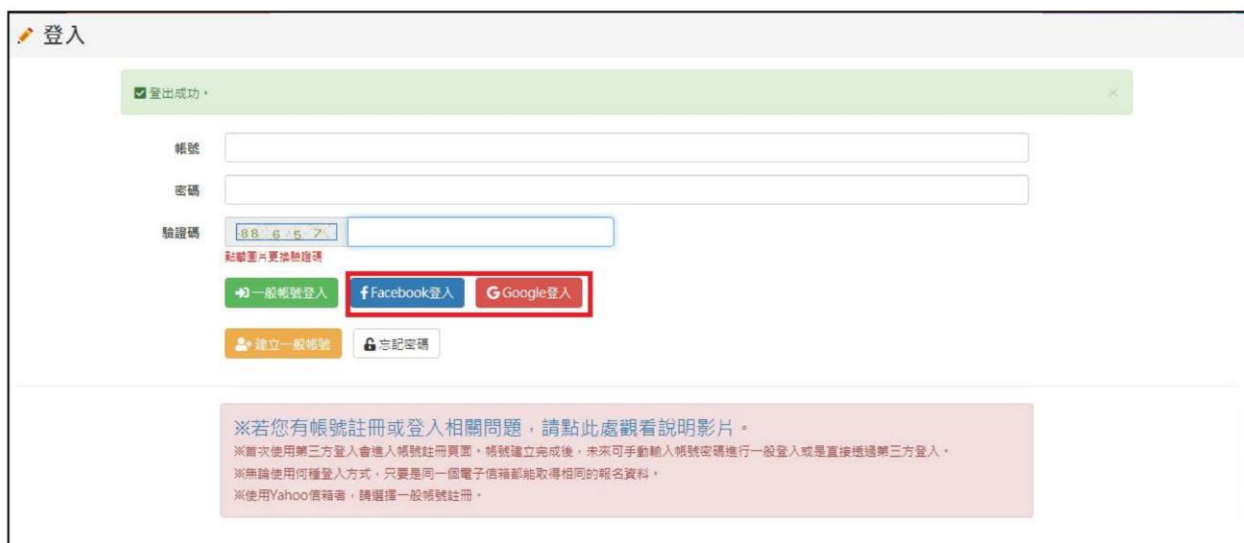 登入
登出成功。
帳號
密碼
驗證碼 88 6 5 7
點擊圖片更換驗證碼
一般帳號登入 Facebook登入 Google登入
建立一般帳號 忘記密碼
※若您有帳號註冊或登入相關問題，請點此處觀看說明影片。
※首次使用第三方登入會進入帳號註冊頁面。帳號建立完成後，未來可手動輸入帳號密碼進行一般登入或是直接透過第三方登入。
※無論使用何種登入方式，只要是同一個電子信箱都能取得相同的報名資料。
※使用Yahoo信箱者，請選擇一般帳號註冊。